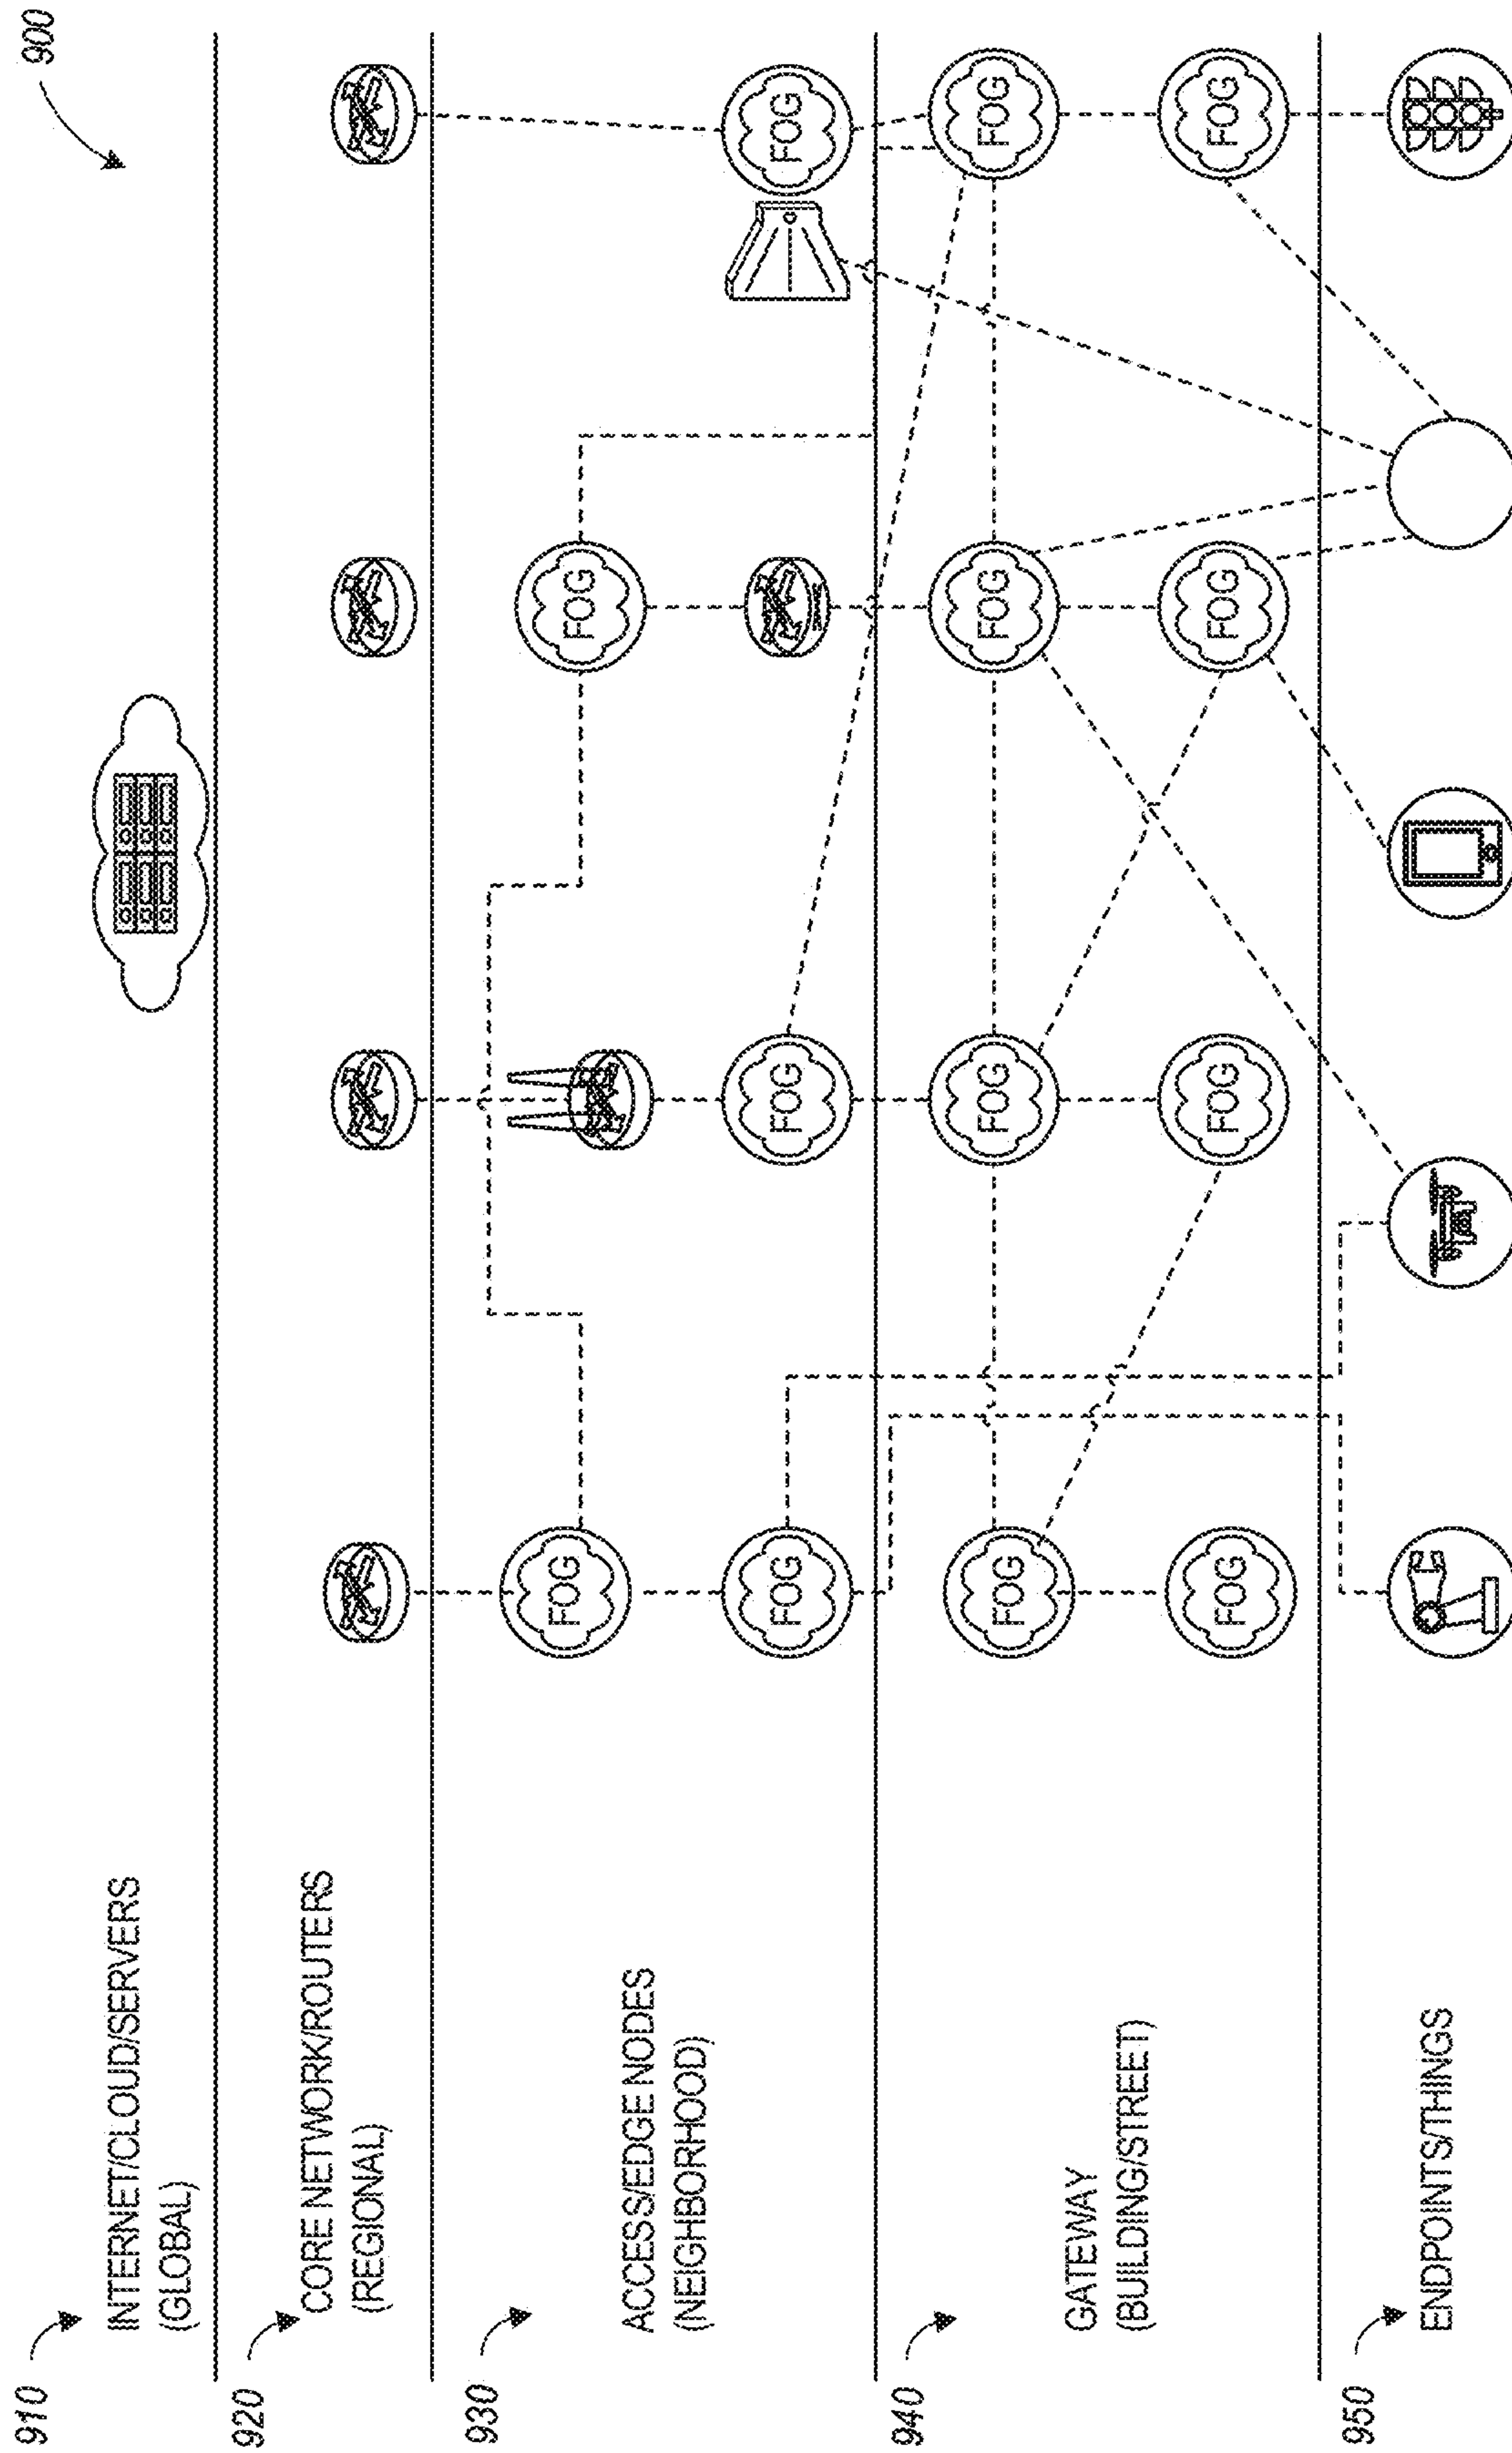 900
910
INTERNET/CLOUD/SERVERS
(GLOBAL)
920
CORE NETWORK/ROUTERS
(REGIONAL)
930
ACCESS/EDGE NODES
(NEIGHBORHOOD)
FOG
FOG
FOG
FOG
FOG
940
GATEWAY
(BUILDING/STREET)
FOG
FOG
FOG
FOG
FOG
FOG
FOG
FOG
950
ENDPOINTS/THINGS